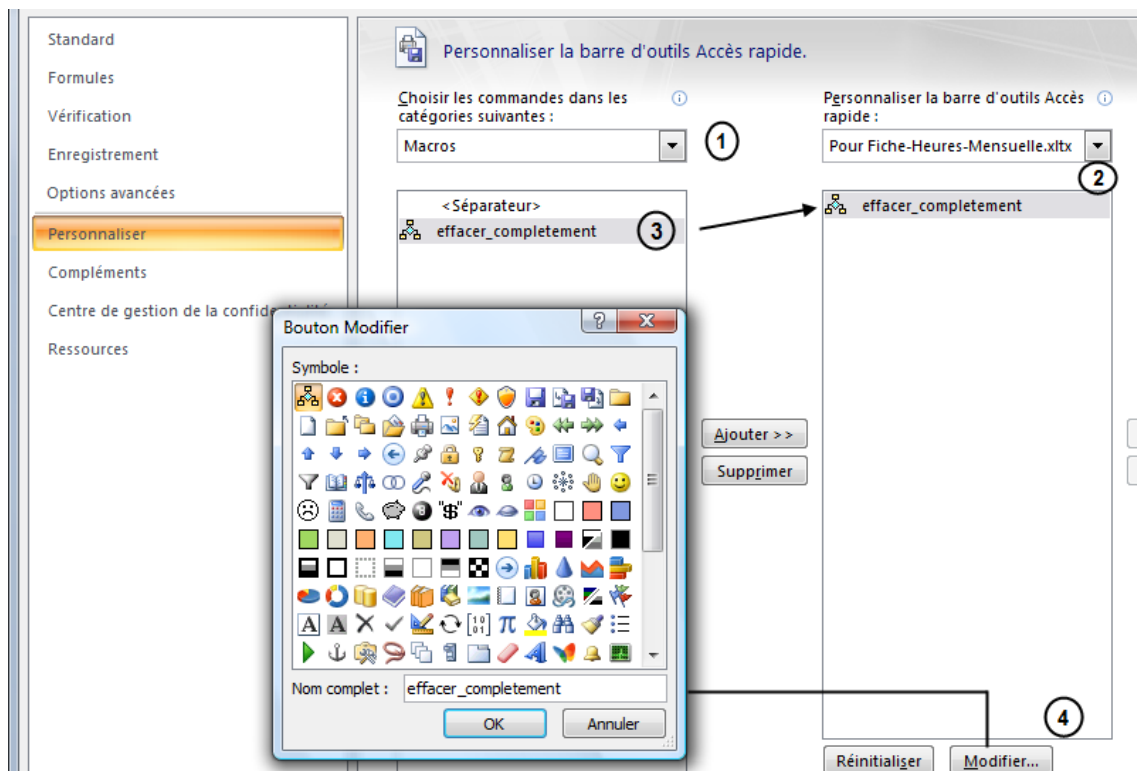 Standard
Formules
Vérification
Enregistrement
Options avancées
Personnaliser
Compléments
Centre de gestion de la
Ressources
Personnaliser la barre d'outils Accès rapide.
Choisir les commandes dans les
catégories suivantes :
Macros
1
<Séparateur>
effacer_completement
3
Personnaliser la barre d'outils Accès
rapide :
Pour Fiche-Heures-Mensuelle.xltx
2
effacer_completement
Ajouter >>
Supprimer
Bouton Modifier
Symbole :
Nom complet :
effacer_completement
OK
Annuler
4
Réinitialiser
Modifier...